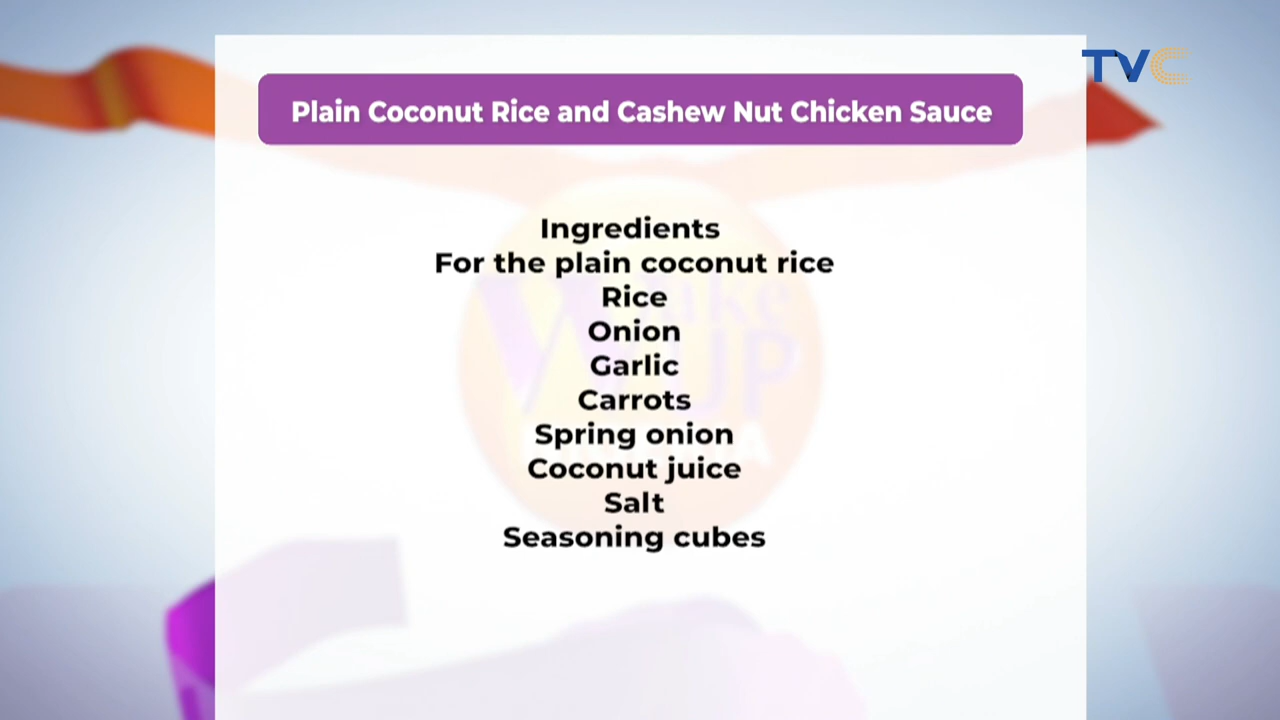 TVC
Plain Coconut Rice and Cashew Nut Chicken Sauce
Ingredients
For the plain coconut rice
Rice
Onion
Garlic
Carrots
Spring onion
Coconut juice
Salt
Seasoning cubes